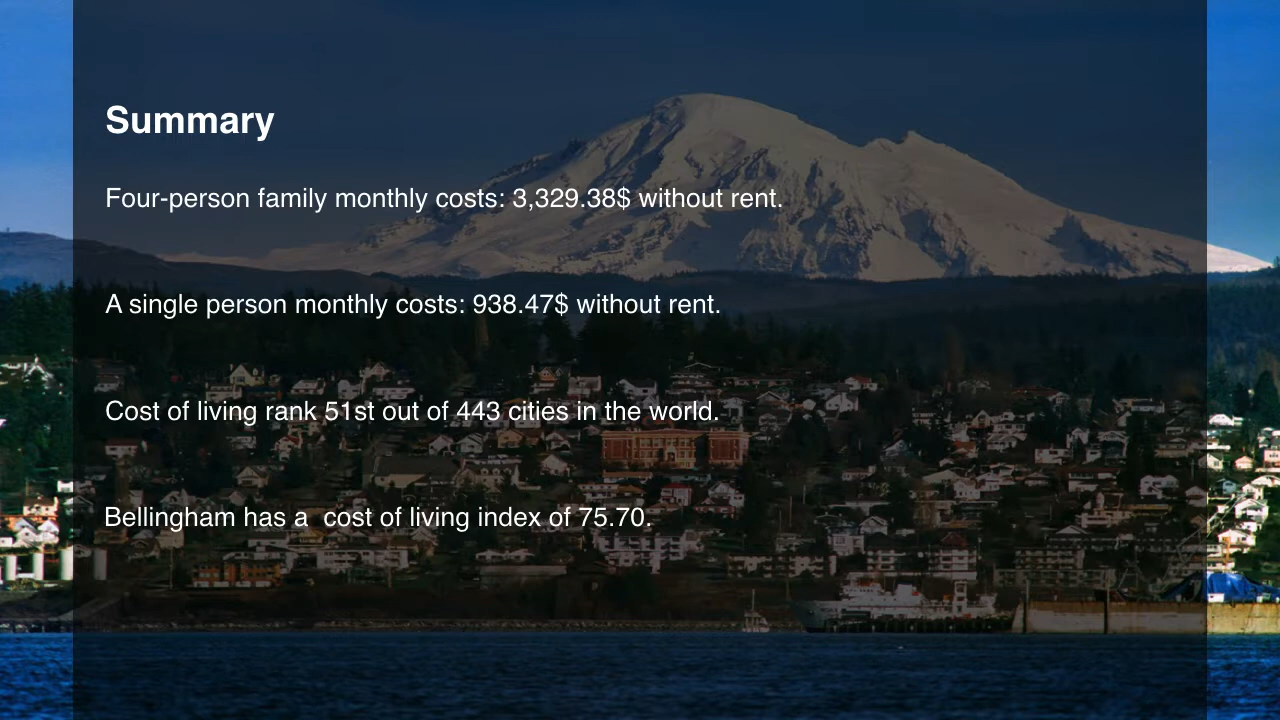 Summary
Four-person family monthly costs: 3,329.38$ without rent.
A single person monthly costs: 938.47$ without rent.
Cost of living rank 51st out of 443 cities in the world.
Bellingham has a  cost of living index of 75.70.